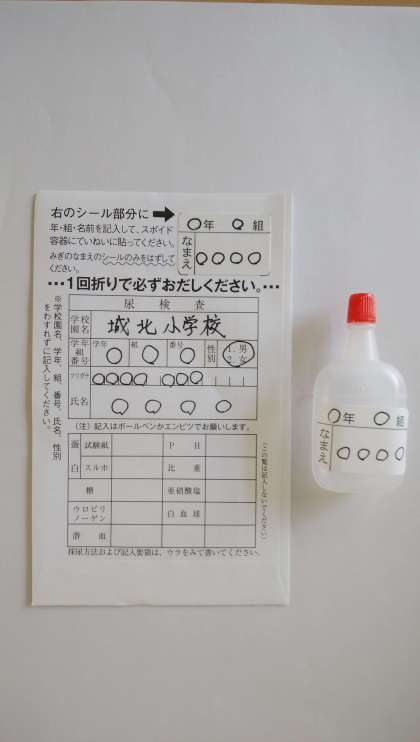 右のシール部分に
年・組・名前を記入して、スポイド
容器にていねいに貼ってください。
みぎのなまえのシールのみをはずして
ください。
○年 ○組
なまえ
○○○○
…1回折りで必ずおだしください。…
※学校園名、学年、組、番号、氏名、性別
をわすれずに記入してください。
尿検査
学校園名 城北小学校
学年組番号 学年 ○ 組 ○ 番号 ○ 性別 1.男 2.女
フリガナ ○○○○ ○○○
氏名 ○ ○ ○ ○
(注) 記入はボールペンかエンピツでお願いします。
蛋白 試験紙 PH
スルホ 比重
糖 亜硝酸塩
ウロビリノーゲン 白血球
潜血
(この欄は記入しないでください)
採尿方法および記入要領は、ウラをみて書いてください。
○年 ○組
なまえ
○○○○